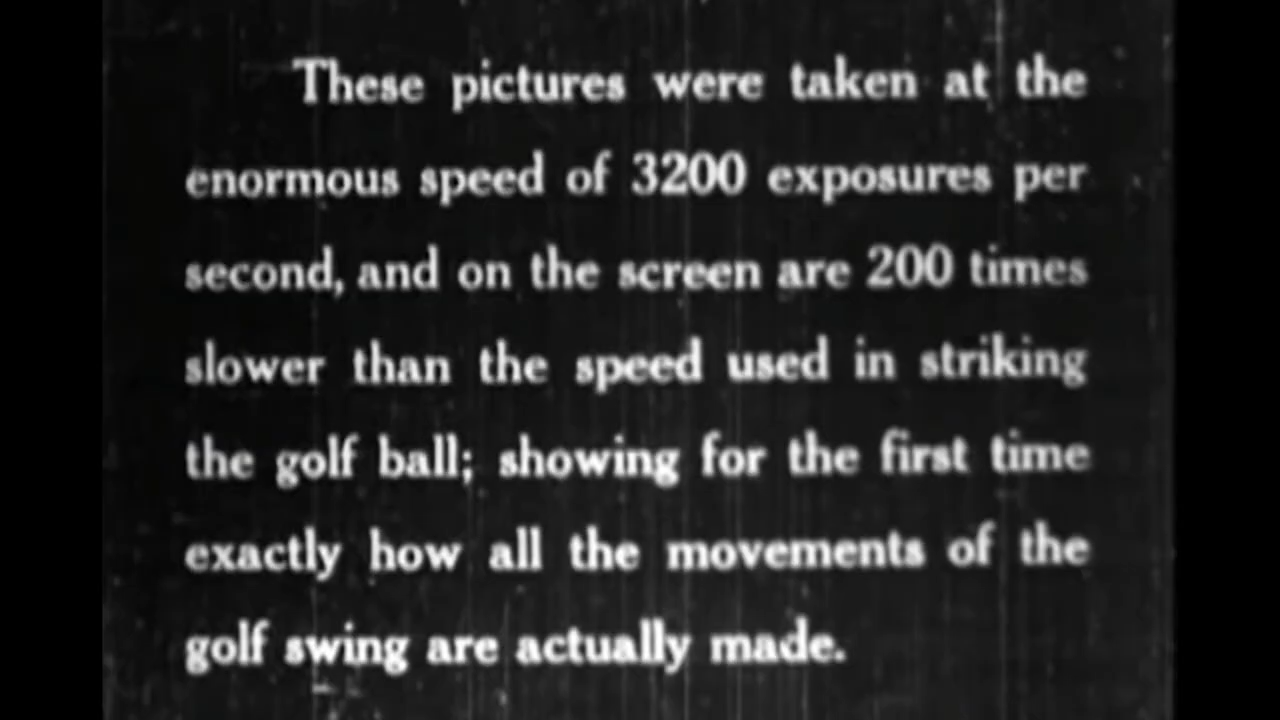 These pictures were taken at the
enormous speed of 3200 exposures per
second, and on the screen are 200 times
slower than the speed used in striking
the golf ball; showing for the first time
exactly how all the movements of the
golf swing are actually made.